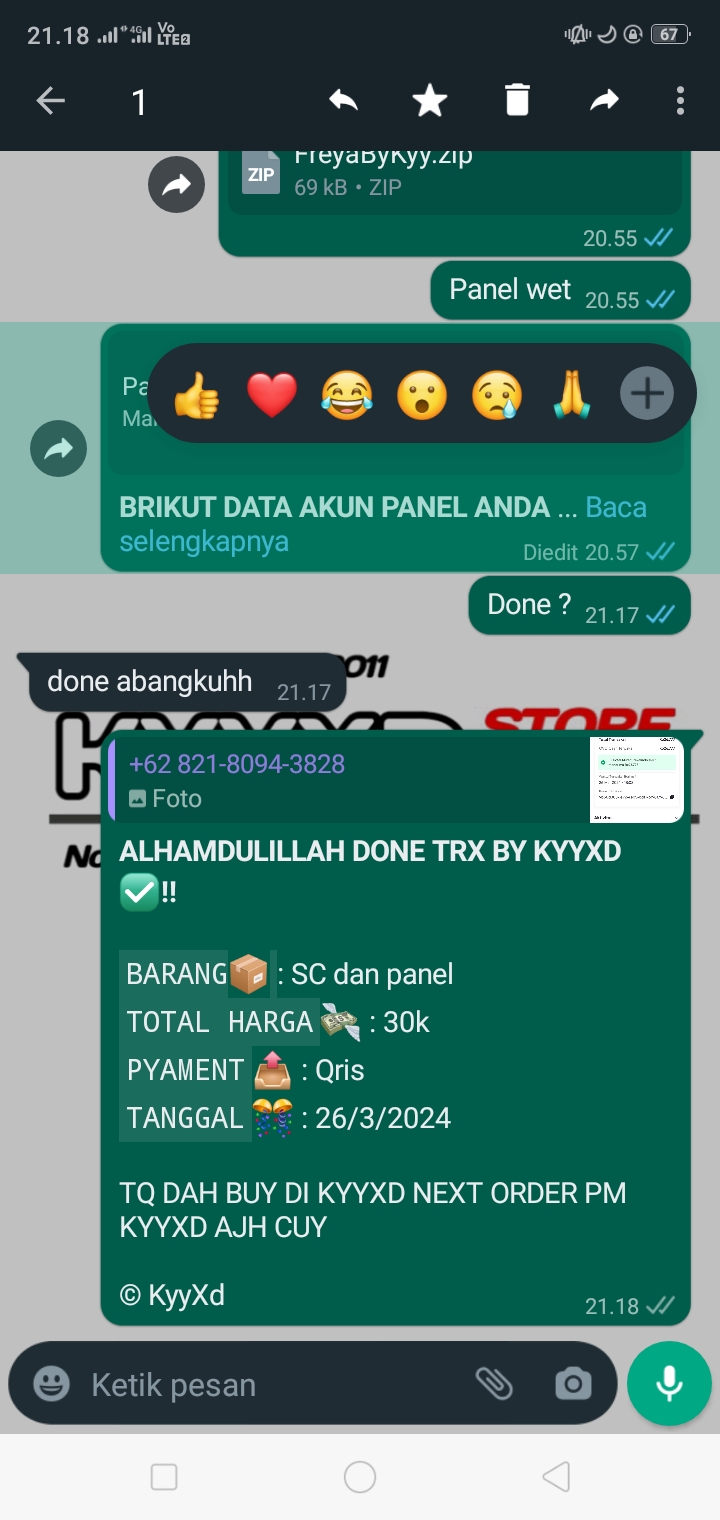 21.18 4G Vo LTE2 67
1
ZIP FreyaByKyy.zip
69 kB • ZIP
20.55
Panel wet 20.55
Pa
Ma
BRIKUT DATA AKUN PANEL ANDA ... Baca
selengkapnya
Diedit 20.57
Done ? 21.17
done abangkuhh 21.17
STORE
+62 821-8094-3828
Foto
ALHAMDULILLAH DONE TRX BY KYYXD
✅!!
BARANG📦 : SC dan panel
TOTAL HARGA💸 : 30k
PYAMENT📤 : Qris
TANGGAL🎊 : 26/3/2024
TQ DAH BUY DI KYYXD NEXT ORDER PM
KYYXD AJH CUY
© KyyXd
21.18
Ketik pesan